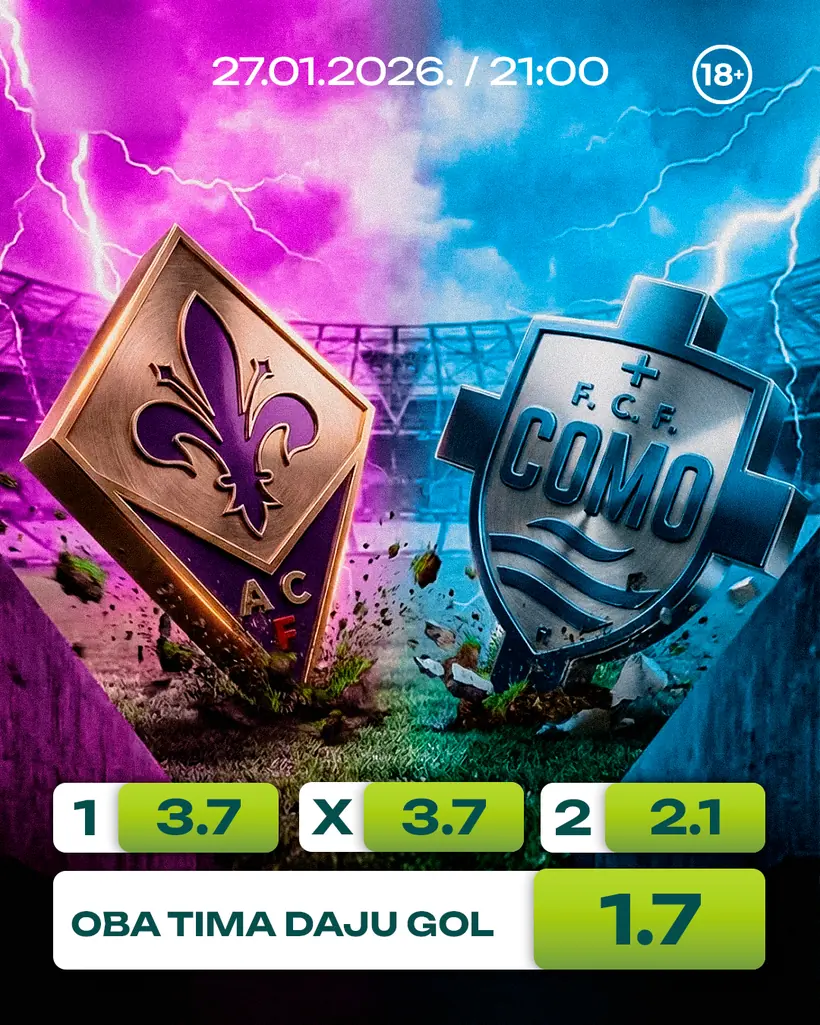 27.01.2026. / 21:00
18+
A C
F
F. C. F.
COMO
1 3.7 X 3.7 2 2.1
OBA TIMA DAJU GOL 1.7